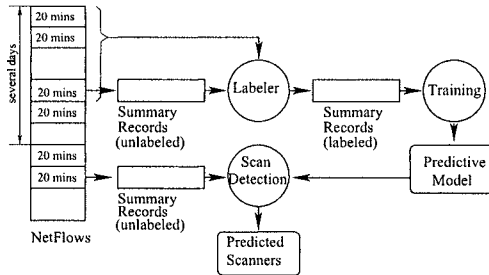 several days
20 mins
20 mins
20 mins
20 mins
20 mins
20 mins
NetFlows
Summary
Records
(unlabeled)
Labeler
Summary
Records
(labeled)
Training
Predictive
Model
Summary
Records
(unlabeled)
Scan
Detection
Predicted
Scanners